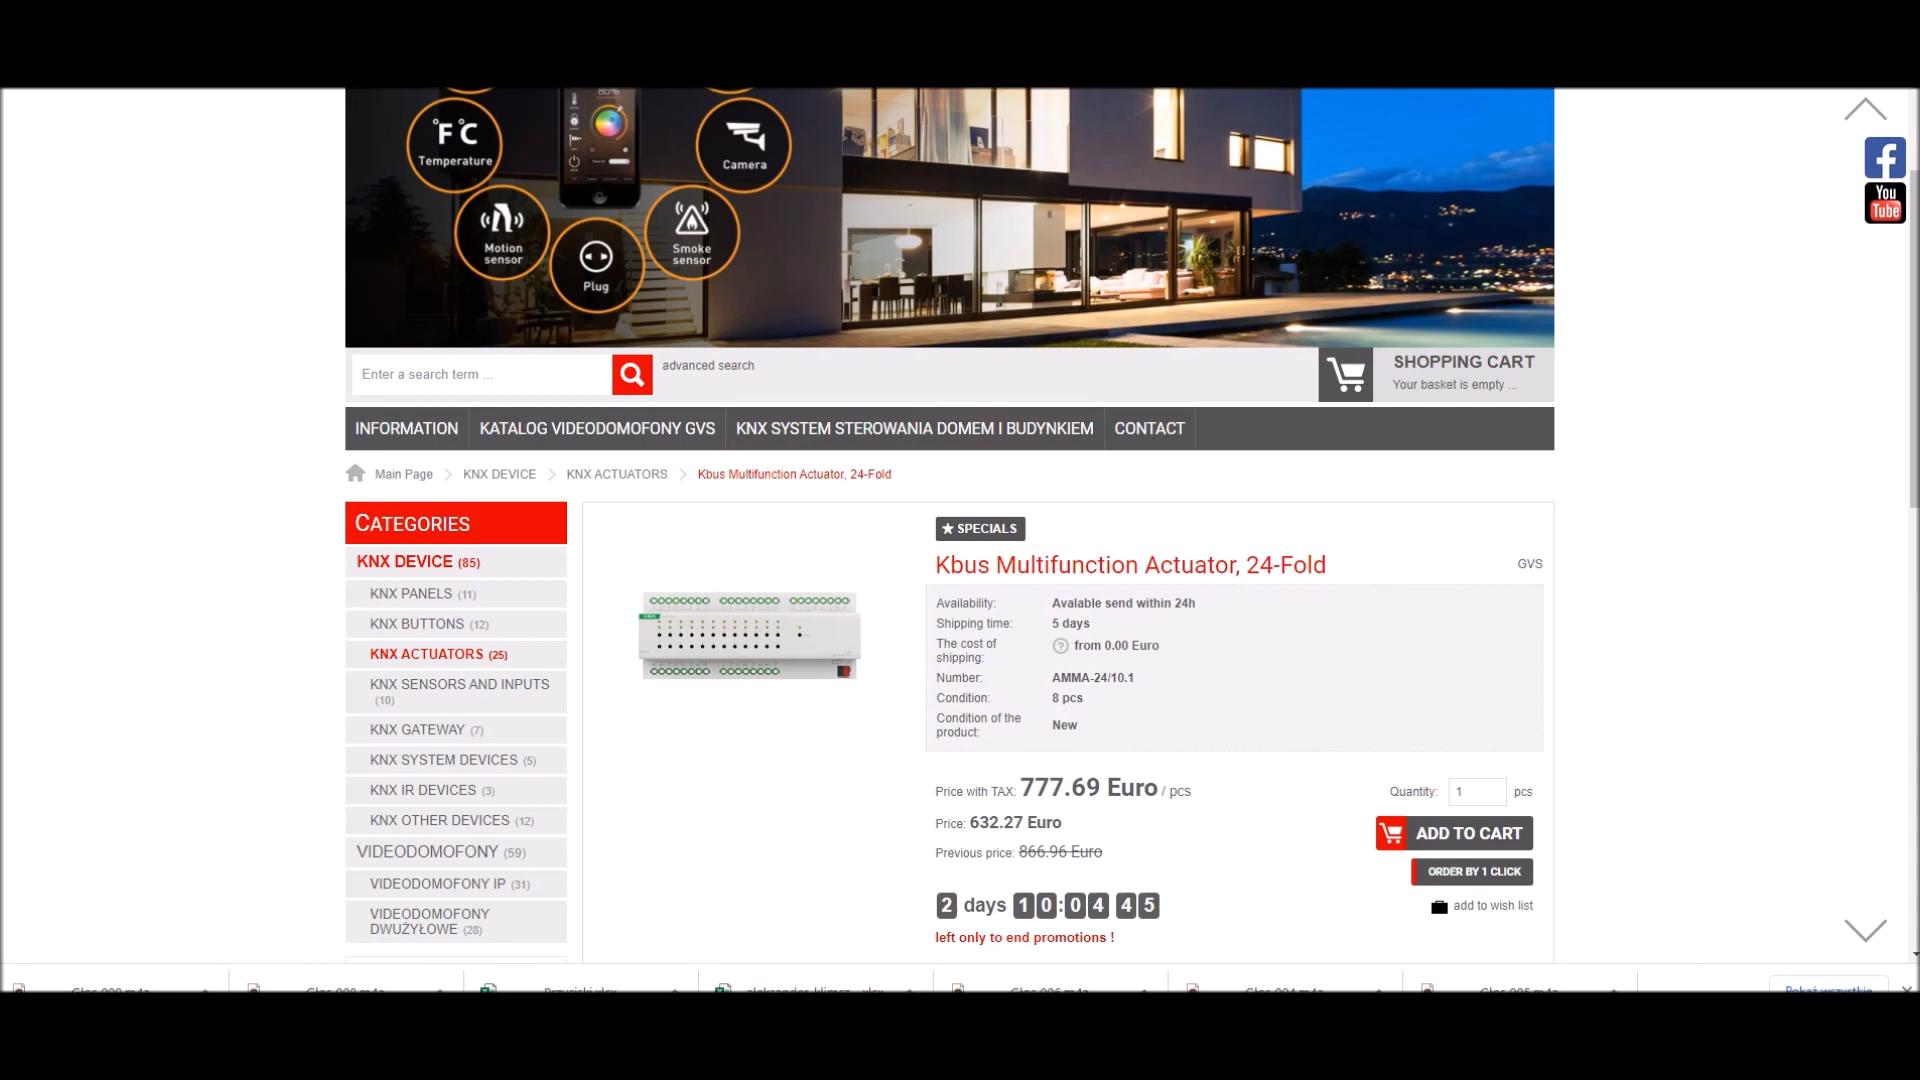 85%
°F °C
Temperature
Camera
Motion
sensor
Smoke
sensor
Plug
You
Tube
Enter a search term ...
advanced search
SHOPPING CART
Your basket is empty ...
INFORMATION
KATALOG VIDEODOMOFONY GVS
KNX SYSTEM STEROWANIA DOMEM I BUDYNKIEM
CONTACT
Main Page
KNX DEVICE
KNX ACTUATORS
Kbus Multifunction Actuator, 24-Fold
CATEGORIES
KNX DEVICE (85)
KNX PANELS (11)
KNX BUTTONS (12)
KNX ACTUATORS (25)
KNX SENSORS AND INPUTS
(10)
KNX GATEWAY (7)
KNX SYSTEM DEVICES (5)
KNX IR DEVICES (3)
KNX OTHER DEVICES (12)
VIDEODOMOFONY (59)
VIDEODOMOFONY IP (31)
VIDEODOMOFONY
DWUŻYŁOWE (28)
★ SPECIALS
Kbus Multifunction Actuator, 24-Fold
GVS
Availability: Avalable send within 24h
Shipping time: 5 days
The cost of
shipping: from 0.00 Euro
Number: AMMA-24/10.1
Condition: 8 pcs
Condition of the
product: New
Price with TAX: 777.69 Euro / pcs
Price: 632.27 Euro
Previous price: 866.96 Euro
2 days 10:04 45
left only to end promotions !
Quantity: 1 pcs
ADD TO CART
ORDER BY 1 CLICK
add to wish list
Pokaż wszystkie